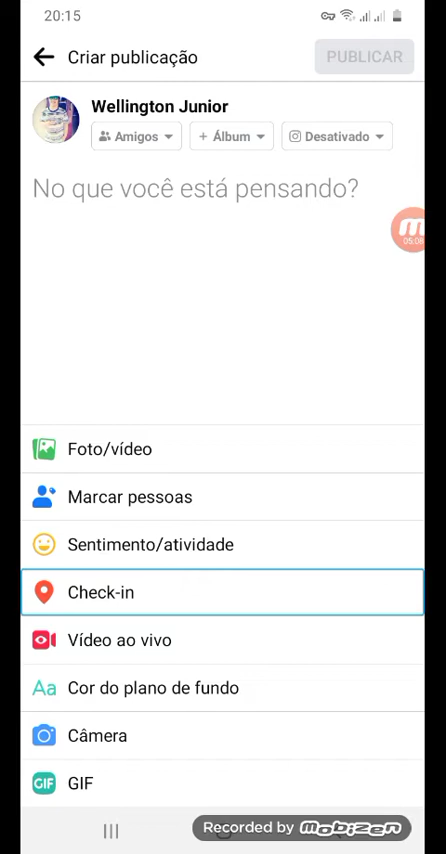 20:15
Criar publicação
PUBLICAR
Wellington Junior
Amigos
+ Álbum
Desativado
No que você está pensando?
05:08
Foto/vídeo
Marcar pessoas
Sentimento/atividade
Check-in
Vídeo ao vivo
Aa Cor do plano de fundo
Câmera
GIF GIF
Recorded by mobizen